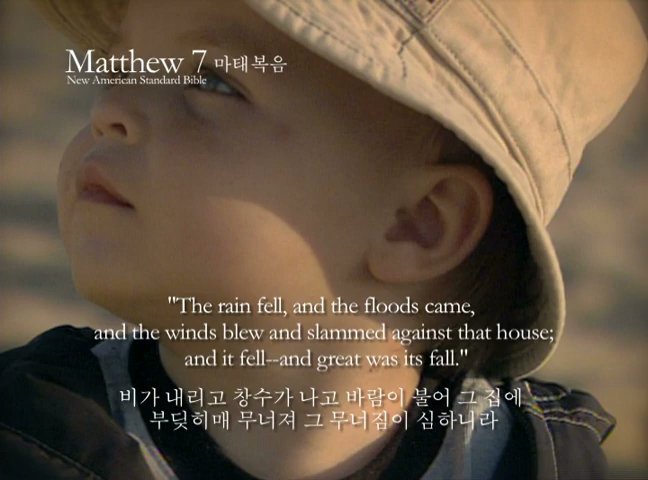 Matthew 7 마태복음
New American Standard Bible
"The rain fell, and the floods came,
and the winds blew and slammed against that house;
and it fell--and great was its fall."
비가 내리고 창수가 나고 바람이 불어 그 집에
부딪히매 무너져 그 무너짐이 심하니라